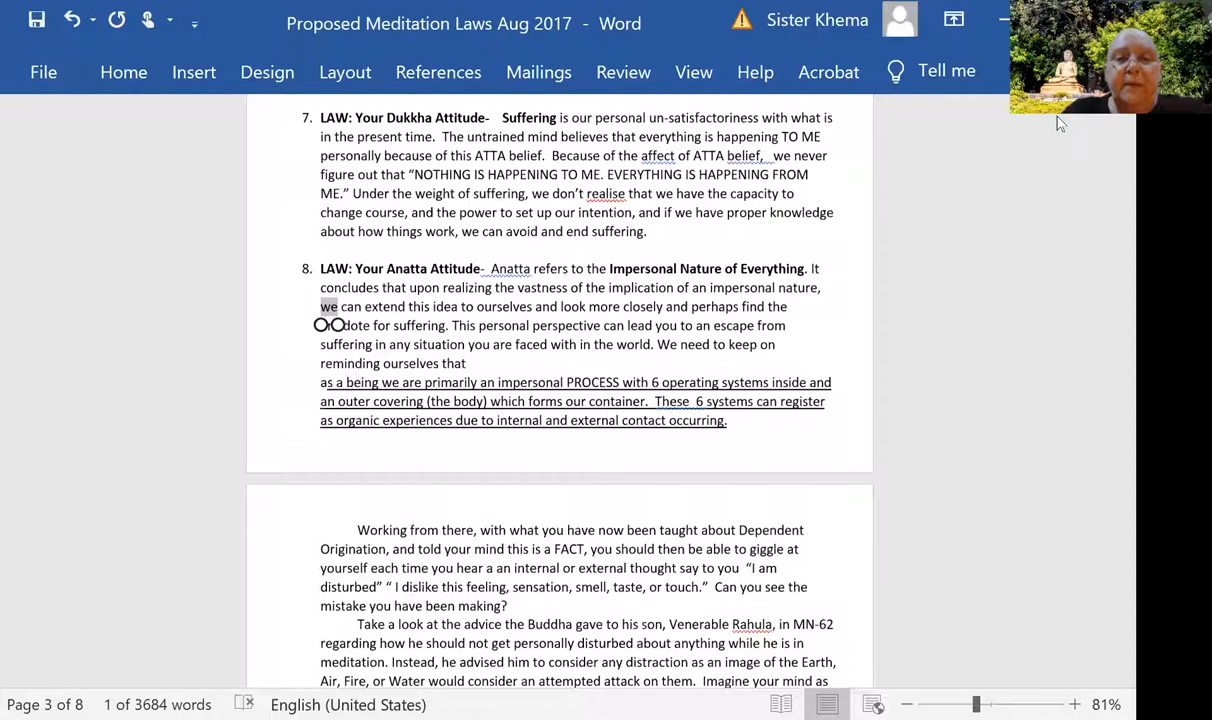 Proposed Meditation Laws Aug 2017 - Word
Sister Khema
File Home Insert Design Layout References Mailings Review View Help Acrobat Tell me
7. LAW: Your Dukkha Attitude- Suffering is our personal un-satisfactoriness with what is
in the present time. The untrained mind believes that everything is happening TO ME
personally because of this ATTA belief. Because of the affect of ATTA belief, we never
figure out that “NOTHING IS HAPPENING TO ME. EVERYTHING IS HAPPENING FROM
ME.” Under the weight of suffering, we don’t realise that we have the capacity to
change course, and the power to set up our intention, and if we have proper knowledge
about how things work, we can avoid and end suffering.
8. LAW: Your Anatta Attitude- Anatta refers to the Impersonal Nature of Everything. It
concludes that upon realizing the vastness of the implication of an impersonal nature,
we can extend this idea to ourselves and look more closely and perhaps find the
dote for suffering. This personal perspective can lead you to an escape from
suffering in any situation you are faced with in the world. We need to keep on
reminding ourselves that
as a being we are primarily an impersonal PROCESS with 6 operating systems inside and
an outer covering (the body) which forms our container. These 6 systems can register
as organic experiences due to internal and external contact occurring.
Working from there, with what you have now been taught about Dependent
Origination, and told your mind this is a FACT, you should then be able to giggle at
yourself each time you hear a an internal or external thought say to you “I am
disturbed” “ I dislike this feeling, sensation, smell, taste, or touch.” Can you see the
mistake you have been making?
Take a look at the advice the Buddha gave to his son, Venerable Rahula, in MN-62
regarding how he should not get personally disturbed about anything while he is in
meditation. Instead, he advised him to consider any distraction as an image of the Earth,
Air, Fire, or Water would consider an attempted attack on them. Imagine your mind as
Page 3 of 8 1 of 3684 words English (United States) 81%